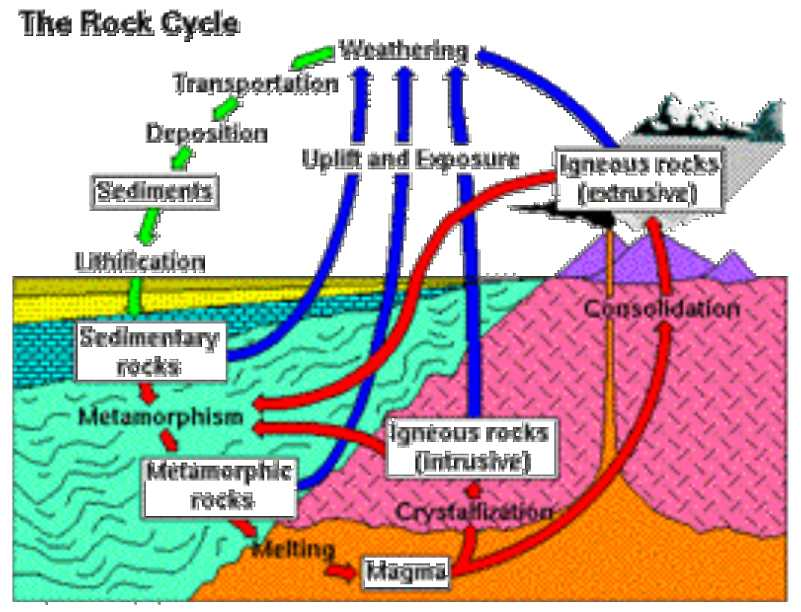 The Rock Cycle
Weathering
Transportation
Deposition
Uplift and Exposure
Igneous rocks
(extrusive)
Sediments
Lithification
Consolidation
Sedimentary
rocks
Metamorphism
Igneous rocks
(intrusive)
Metamorphic
rocks
Crystallization
Melting
Magma